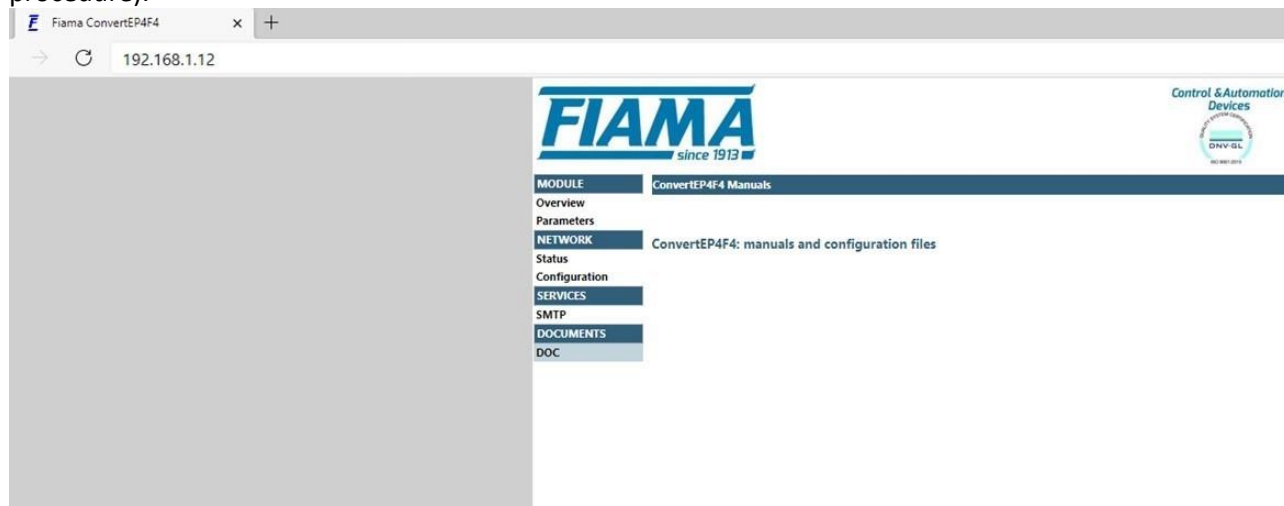 procedure).
Fiama ConvertEP4F4
192.168.1.12
FIAMA
since 1913
Control & Automation
Devices
DNV·GL
MODULE
Overview
Parameters
NETWORK
Status
Configuration
SERVICES
SMTP
DOCUMENTS
DOC
ConvertEP4F4 Manuals
ConvertEP4F4: manuals and configuration files